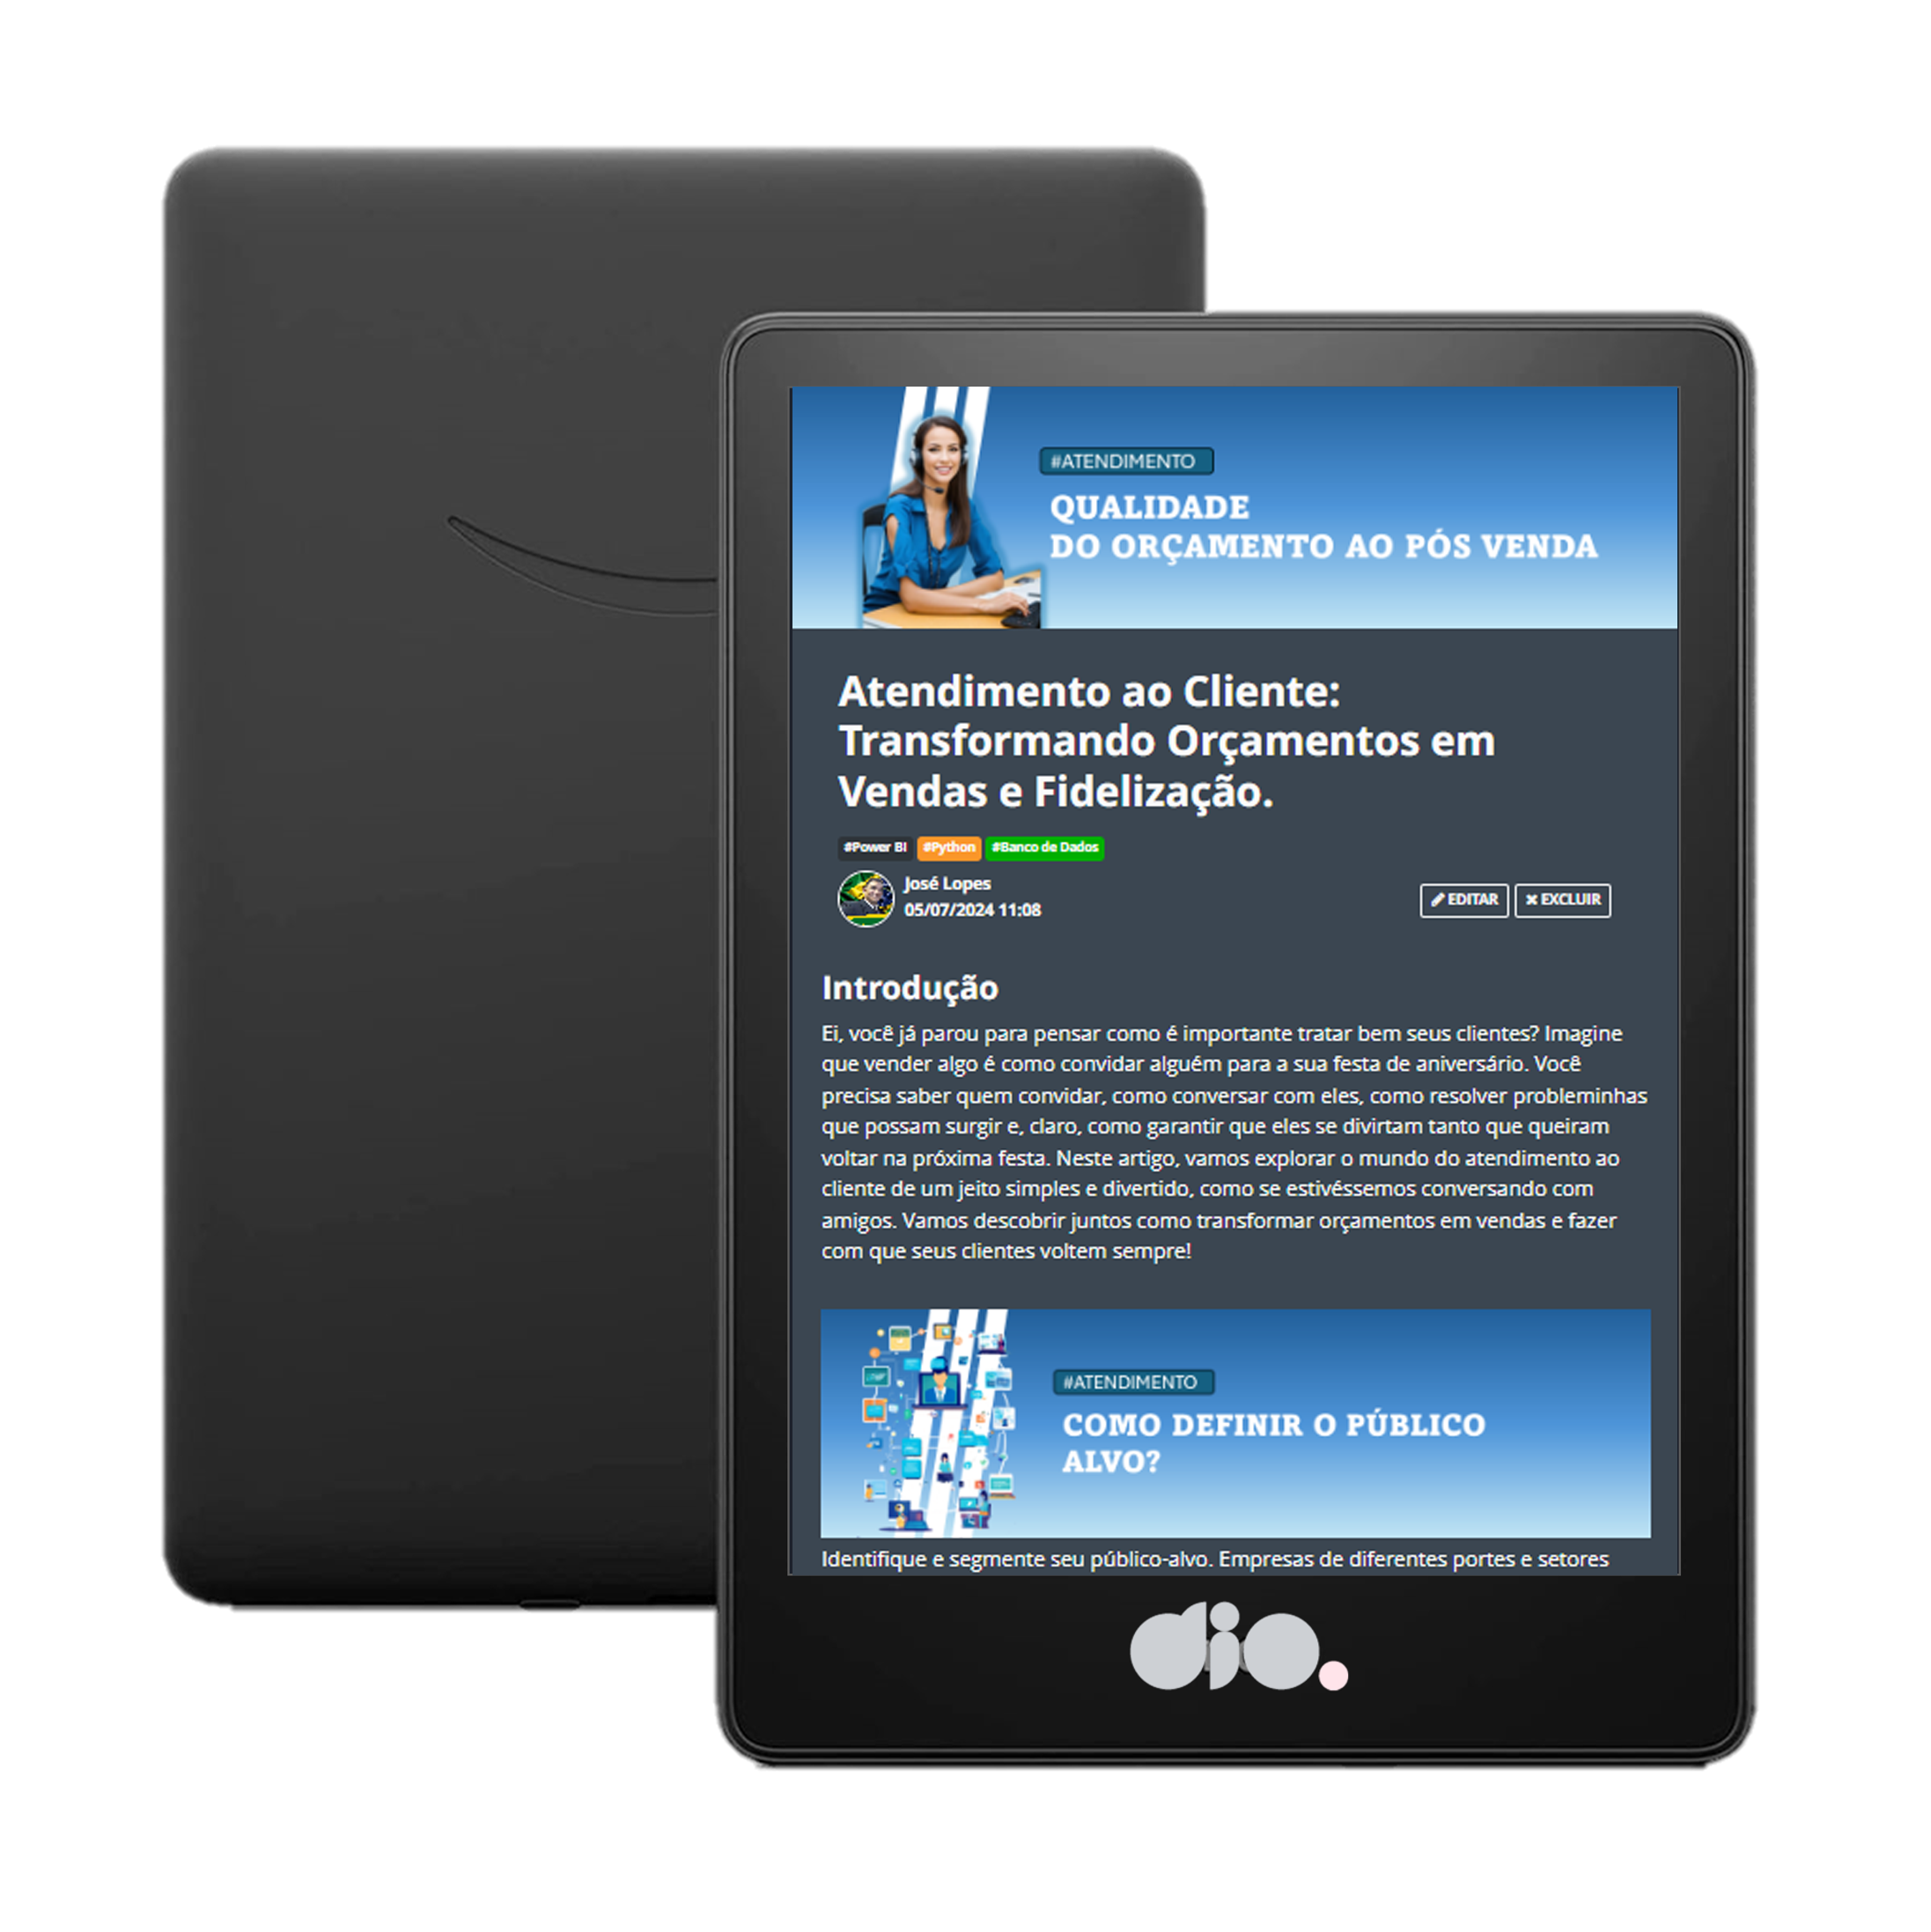 #ATENDIMENTO
QUALIDADE
DO ORÇAMENTO AO PÓS VENDA
Atendimento ao Cliente:
Transformando Orçamentos em
Vendas e Fidelização.
#Power BI #Python #Banco de Dados
José Lopes
05/07/2024 11:08
EDITAR EXCLUIR
Introdução
Ei, você já parou para pensar como é importante tratar bem seus clientes? Imagine
que vender algo é como convidar alguém para a sua festa de aniversário. Você
precisa saber quem convidar, como conversar com eles, como resolver probleminhas
que possam surgir e, claro, como garantir que eles se divirtam tanto que queiram
voltar na próxima festa. Neste artigo, vamos explorar o mundo do atendimento ao
cliente de um jeito simples e divertido, como se estivéssemos conversando com
amigos. Vamos descobrir juntos como transformar orçamentos em vendas e fazer
com que seus clientes voltem sempre!
#ATENDIMENTO
COMO DEFINIR O PÚBLICO
ALVO?
Identifique e segmente seu público-alvo. Empresas de diferentes portes e setores
dio.